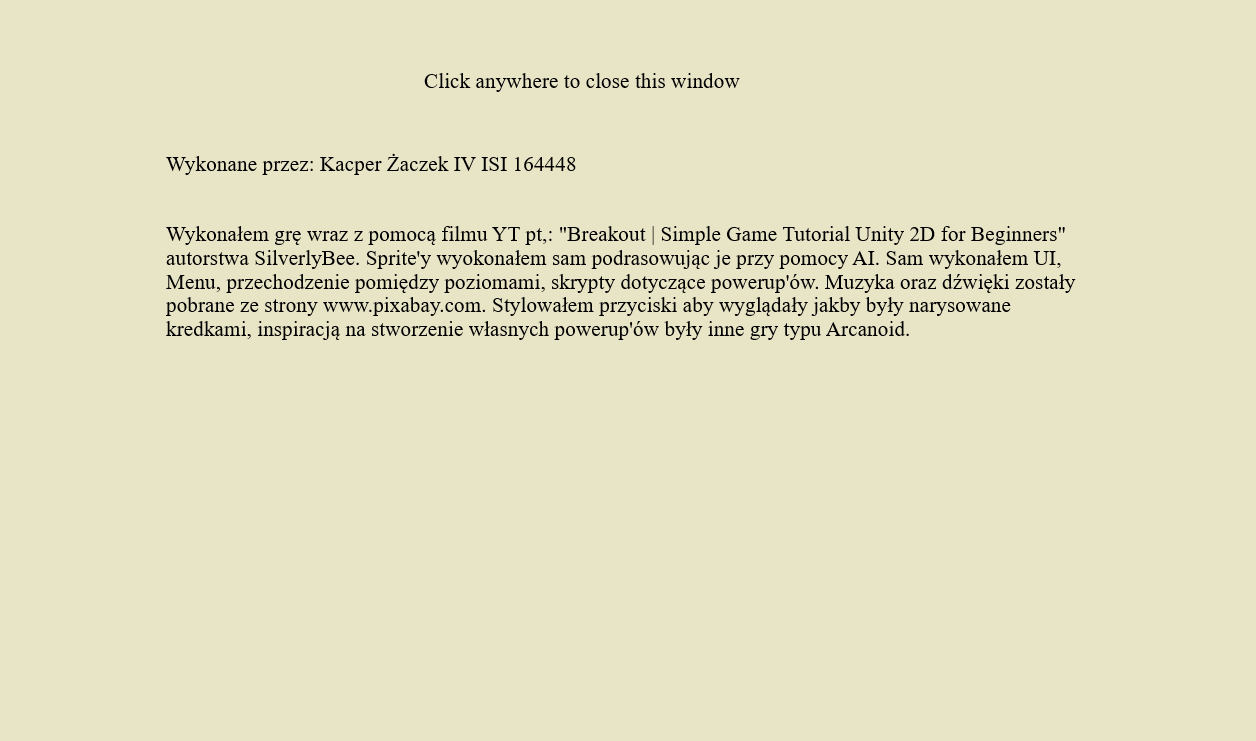 Click anywhere to close this window
Wykonane przez: Kacper Żaczek IV ISI 164448
Wykonałem grę wraz z pomocą filmu YT pt,: "Breakout | Simple Game Tutorial Unity 2D for Beginners"
autorstwa SilverlyBee. Sprite'y wyokonałem sam podrasowując je przy pomocy AI. Sam wykonałem UI,
Menu, przechodzenie pomiędzy poziomami, skrypty dotyczące powerup'ów. Muzyka oraz dźwięki zostały
pobrane ze strony www.pixabay.com. Stylowałem przyciski aby wyglądały jakby były narysowane
kredkami, inspiracją na stworzenie własnych powerup'ów były inne gry typu Arcanoid.